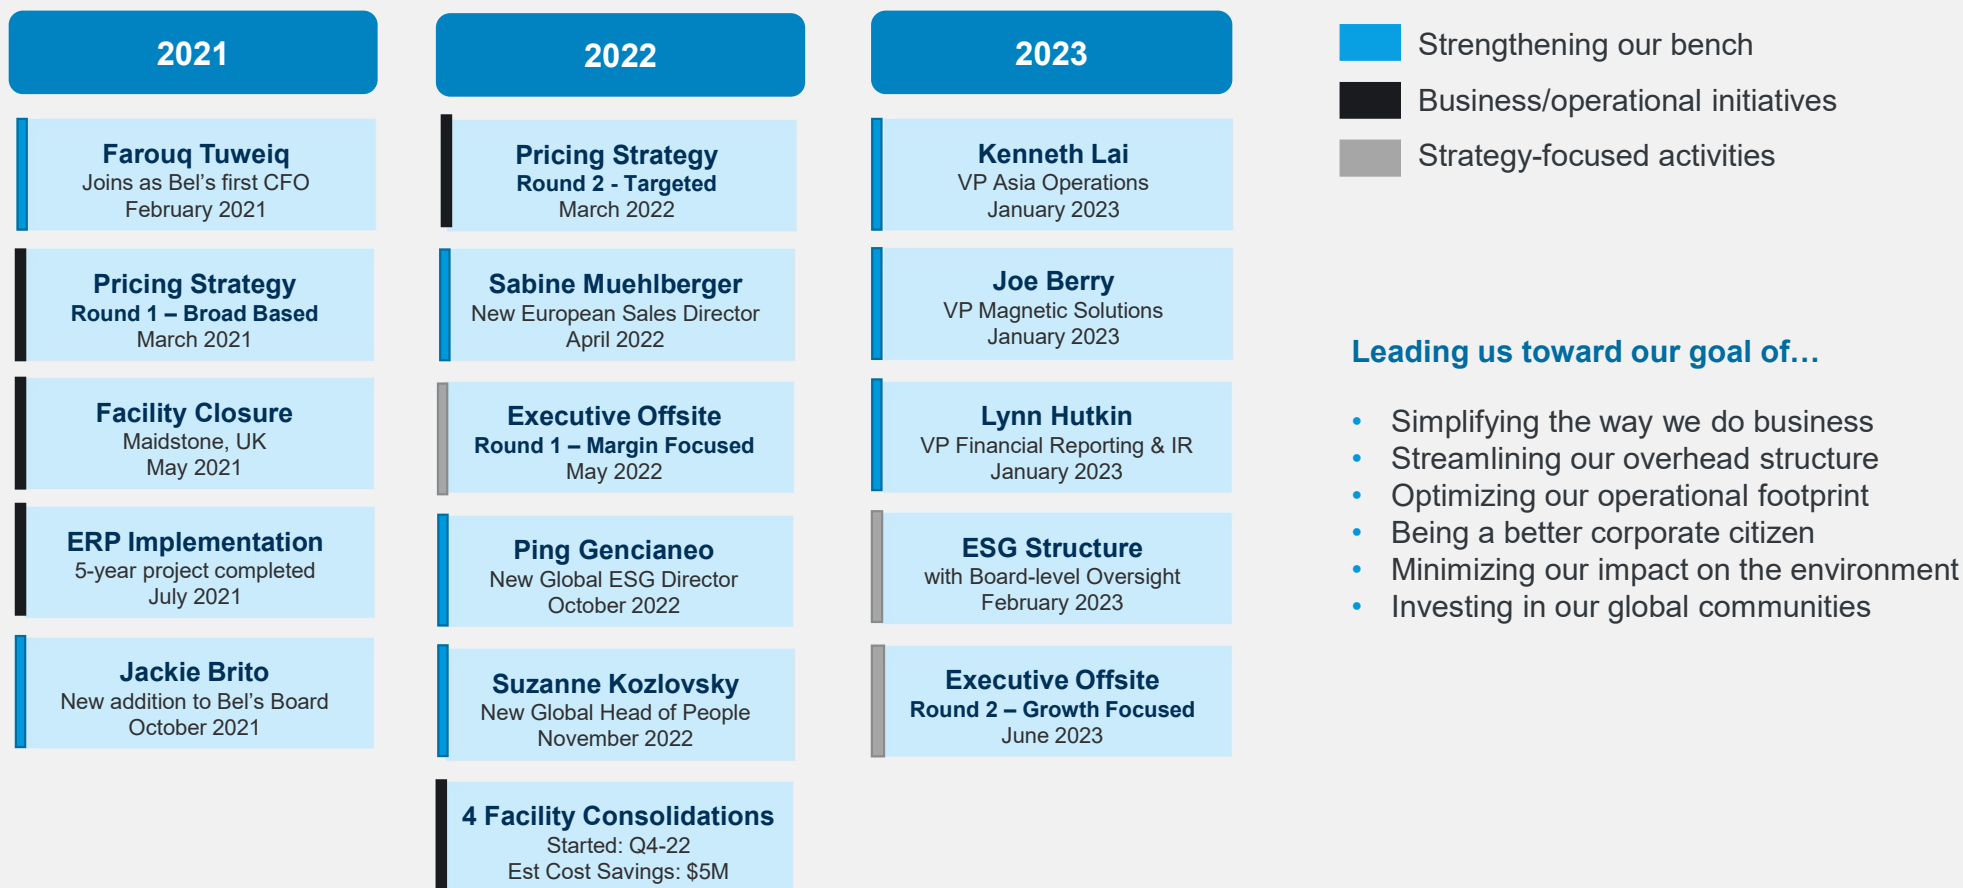 2021
Farouq Tuweiq
Joins as Bel's first CFO
February 2021
Pricing Strategy
Round 1 – Broad Based
March 2021
Facility Closure
Maidstone, UK
May 2021
ERP Implementation
5-year project completed
July 2021
Jackie Brito
New addition to Bel's Board
October 2021
2022
Pricing Strategy
Round 2 - Targeted
March 2022
Sabine Muehlberger
New European Sales Director
April 2022
Executive Offsite
Round 1 – Margin Focused
May 2022
Ping Gencianeo
New Global ESG Director
October 2022
Suzanne Kozlovsky
New Global Head of People
November 2022
4 Facility Consolidations
Started: Q4-22
Est Cost Savings: $5M
2023
Kenneth Lai
VP Asia Operations
January 2023
Joe Berry
VP Magnetic Solutions
January 2023
Lynn Hutkin
VP Financial Reporting & IR
January 2023
ESG Structure
with Board-level Oversight
February 2023
Executive Offsite
Round 2 – Growth Focused
June 2023
Strengthening our bench
Business/operational initiatives
Strategy-focused activities
Leading us toward our goal of…
• Simplifying the way we do business
• Streamlining our overhead structure
• Optimizing our operational footprint
• Being a better corporate citizen
• Minimizing our impact on the environment
• Investing in our global communities